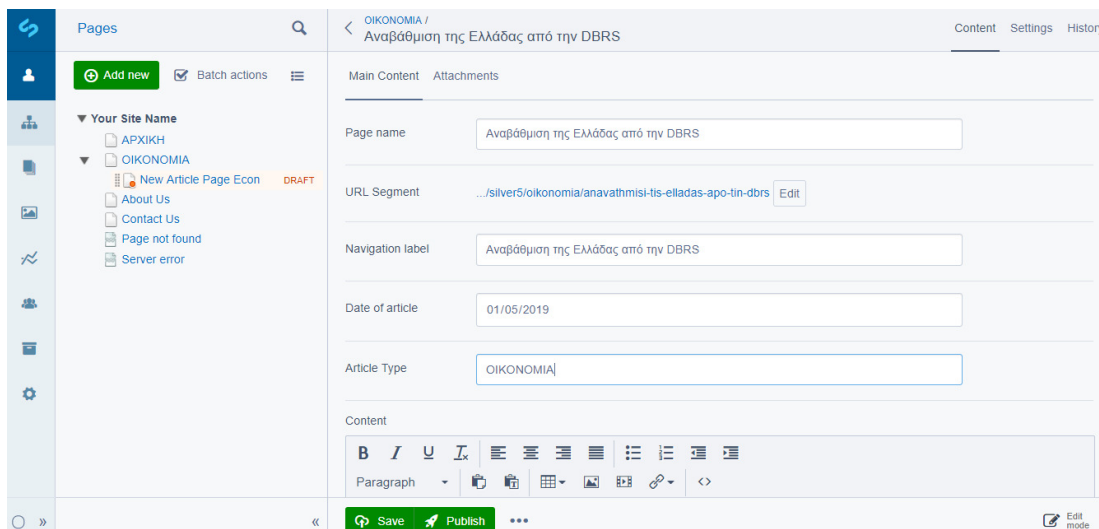 Pages
Add new
Batch actions
Your Site Name
ΑΡΧΙΚΗ
ΟΙΚΟΝΟΜΙΑ
New Article Page Econ DRAFT
About Us
Contact Us
Page not found
Server error
ΟΙΚΟΝΟΜΙΑ /
Αναβάθμιση της Ελλάδας από την DBRS
Content Settings Histor
Main Content Attachments
Page name Αναβάθμιση της Ελλάδας από την DBRS
URL Segment .../silver5/oikonomia/anavathmisi-tis-elladas-apo-tin-dbrs Edit
Navigation label Αναβάθμιση της Ελλάδας από την DBRS
Date of article 01/05/2019
Article Type ΟΙΚΟΝΟΜΙΑ
Content
B I U Tx
Paragraph
Save Publish
Edit
mode